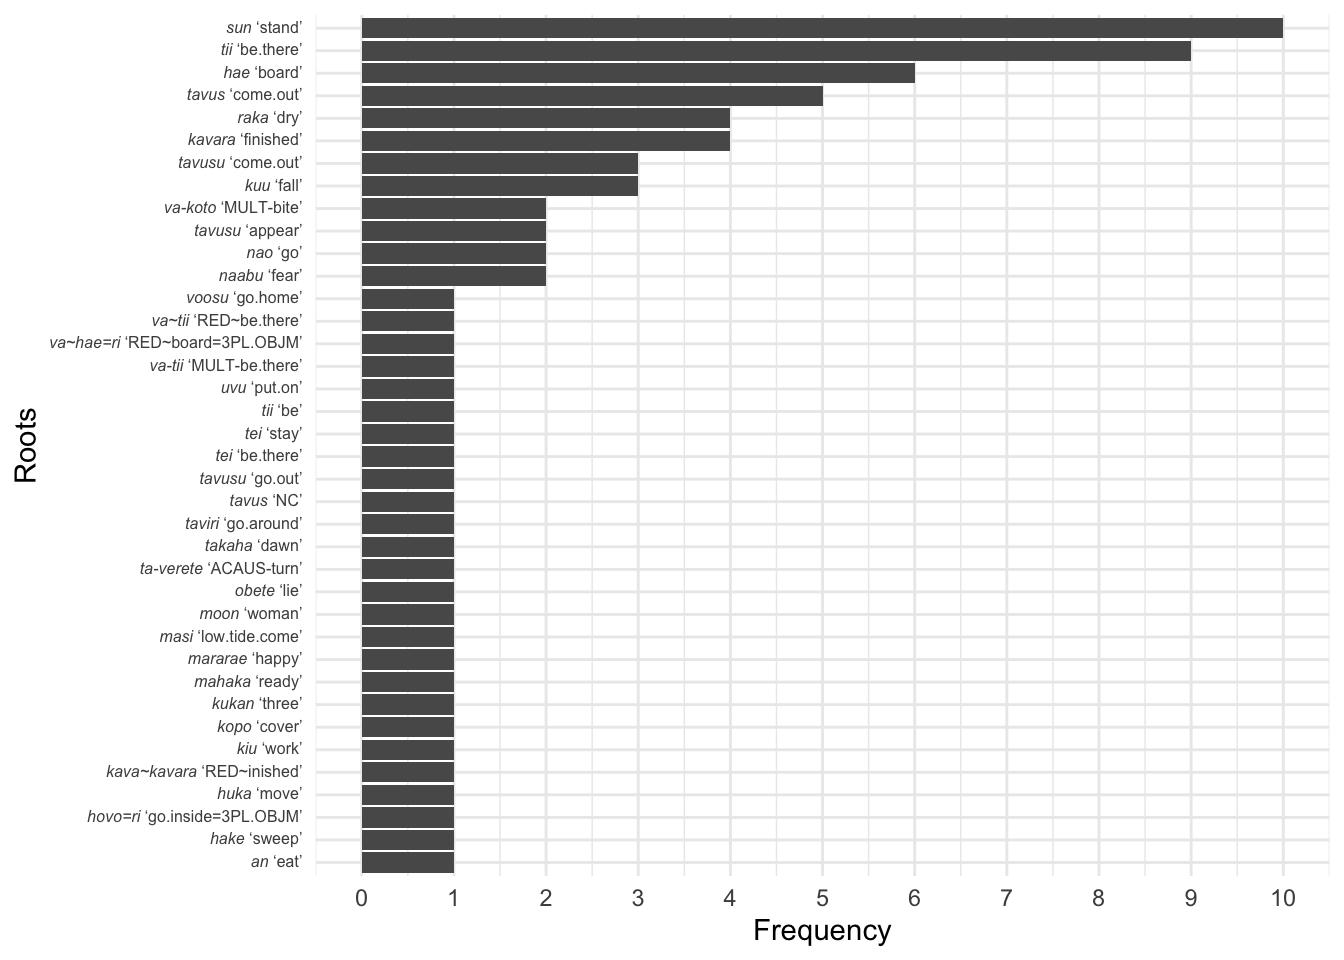 sun ‘stand’
tii ‘be.there’
hae ‘board’
tavus ‘come.out’
raka ‘dry’
kavara ‘finished’
tavusu ‘come.out’
kuu ‘fall’
va-koto ‘MULT-bite’
tavusu ‘appear’
nao ‘go’
naabu ‘fear’
voosu ‘go.home’
va~tii ‘RED~be.there’
va~hae=ri ‘RED~board=3PL.OBJM’
va-tii ‘MULT-be.there’
uvu ‘put.on’
tii ‘be’
tei ‘stay’
tei ‘be.there’
tavusu ‘go.out’
tavus ‘NC’
taviri ‘go.around’
takaha ‘dawn’
ta-verete ‘ACAUS-turn’
obete ‘lie’
moon ‘woman’
masi ‘low.tide.come’
mararae ‘happy’
mahaka ‘ready’
kukan ‘three’
kopo ‘cover’
kiu ‘work’
kava~kavara ‘RED~inished’
huka ‘move’
hovo=ri ‘go.inside=3PL.OBJM’
hake ‘sweep’
an ‘eat’
Roots
0 1 2 3 4 5 6 7 8 9 10
Frequency